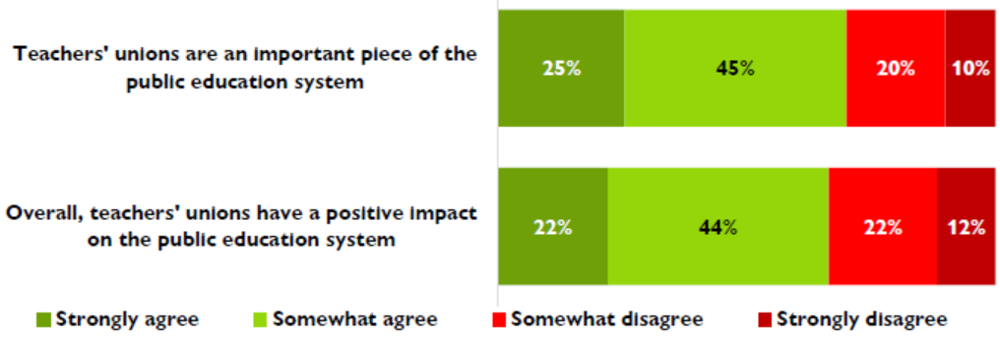 Teachers' unions are an important piece of the
public education system
25% 45% 20% 10%
Overall, teachers' unions have a positive impact
on the public education system
22% 44% 22% 12%
Strongly agree Somewhat agree Somewhat disagree Strongly disagree